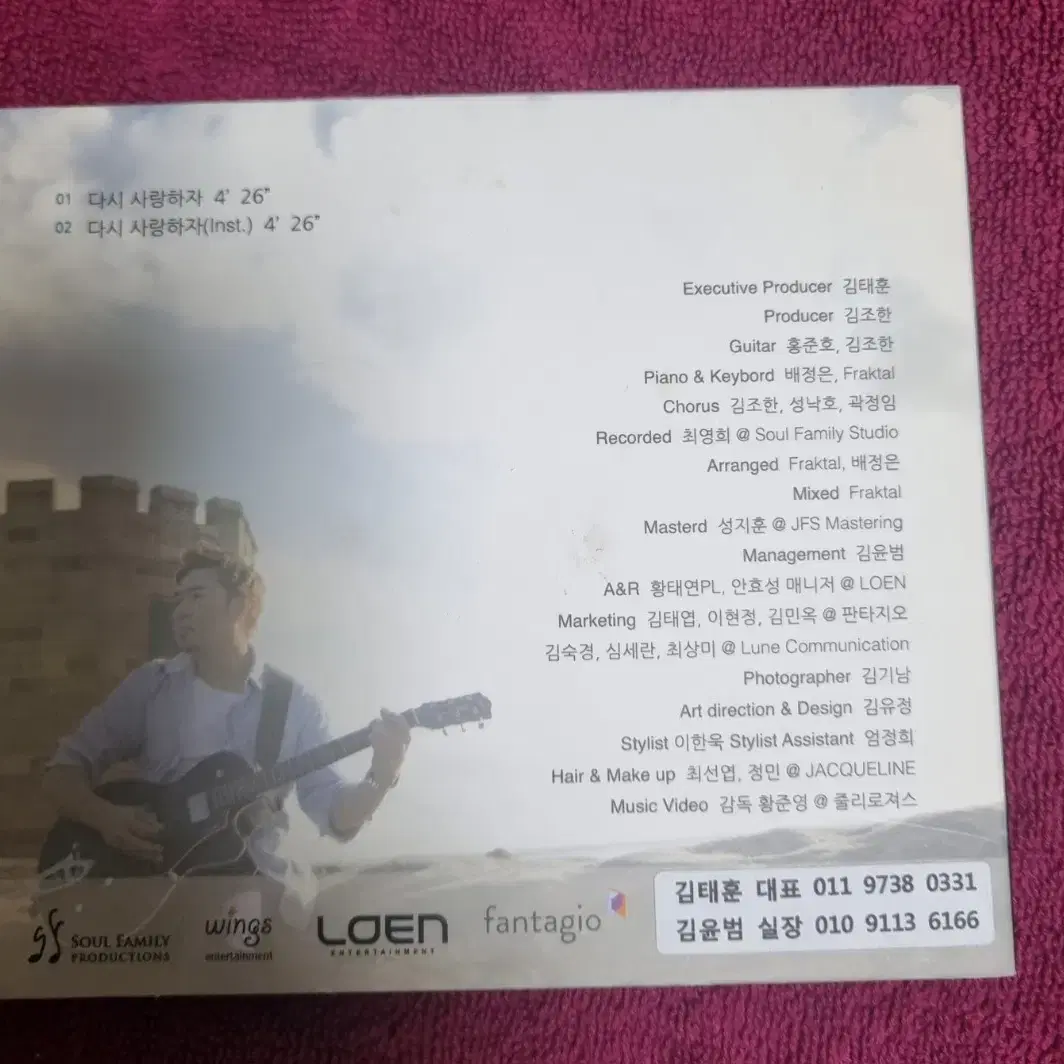 01 다시 사랑하자 4' 26"
02 다시 사랑하자(Inst.) 4' 26"
Executive Producer 김태훈
Producer 김조한
Guitar 홍준호, 김조한
Piano & Keybord 배정은, Fraktal
Chorus 김조한, 성낙호, 곽정임
Recorded 최영희 @ Soul Family Studio
Arranged Fraktal, 배정은
Mixed Fraktal
Masterd 성지훈 @ JFS Mastering
Management 김윤범
A&R 황태연PL, 안효성 매니저 @ LOEN
Marketing 김태엽, 이현정, 김민옥 @ 판타지오
김숙경, 심세란, 최상미 @ Lune Communication
Photographer 김기남
Art direction & Design 김유정
Stylist 이한욱 Stylist Assistant 엄정희
Hair & Make up 최선엽, 정민 @ JACQUELINE
Music Video 감독 황준영 @ 줄리로져스
김태훈 대표 011 9738 0331
김윤범 실장 010 9113 6166
SOUL FAMILY
PRODUCTIONS
wings
entertainment
LOEN
ENTERTAINMENT
fantagio